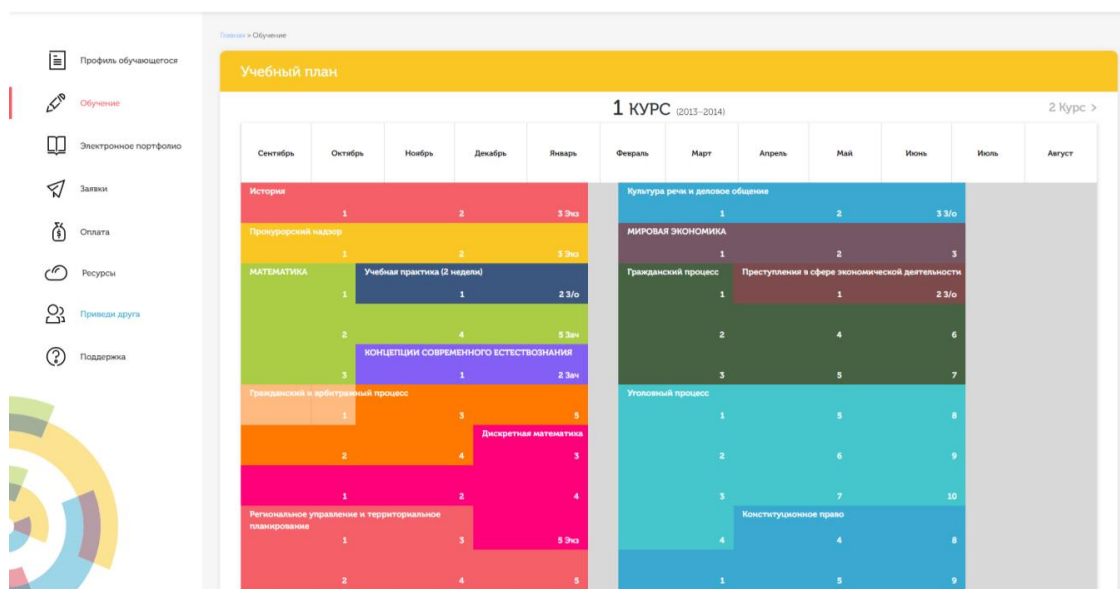 Главная » Обучение
Профиль обучающегося
Обучение
Электронное портфолио
Заявки
Оплата
Ресурсы
Приведи друга
Поддержка
Учебный план
1 КУРС (2013–2014)
2 Курс >
Сентябрь Октябрь Ноябрь Декабрь Январь Февраль Март Апрель Май Июнь Июль Август
История
1 2 3 Экз
Прокурорский надзор
1 2 3 Экз
МАТЕМАТИКА Учебная практика (2 недели)
1 1 2 З/о
2 4 5 Зач
КОНЦЕПЦИИ СОВРЕМЕННОГО ЕСТЕСТВОЗНАНИЯ
3 1 2 Зач
Гражданский и арбитражный процесс
1 3 5
Дискретная математика
2 4 3
1 2 4
Региональное управление и территориальное
планирование
1 3 5 Экз
2 4 5
Культура речи и деловое общение
1 2 3 З/о
МИРОВАЯ ЭКОНОМИКА
1 2 3
Гражданский процесс Преступления в сфере экономической деятельности
1 1 2 З/о
2 4 6
3 5 7
Уголовный процесс
1 5 8
2 6 9
3 7 10
Конституционное право
4 4 8
1 5 9